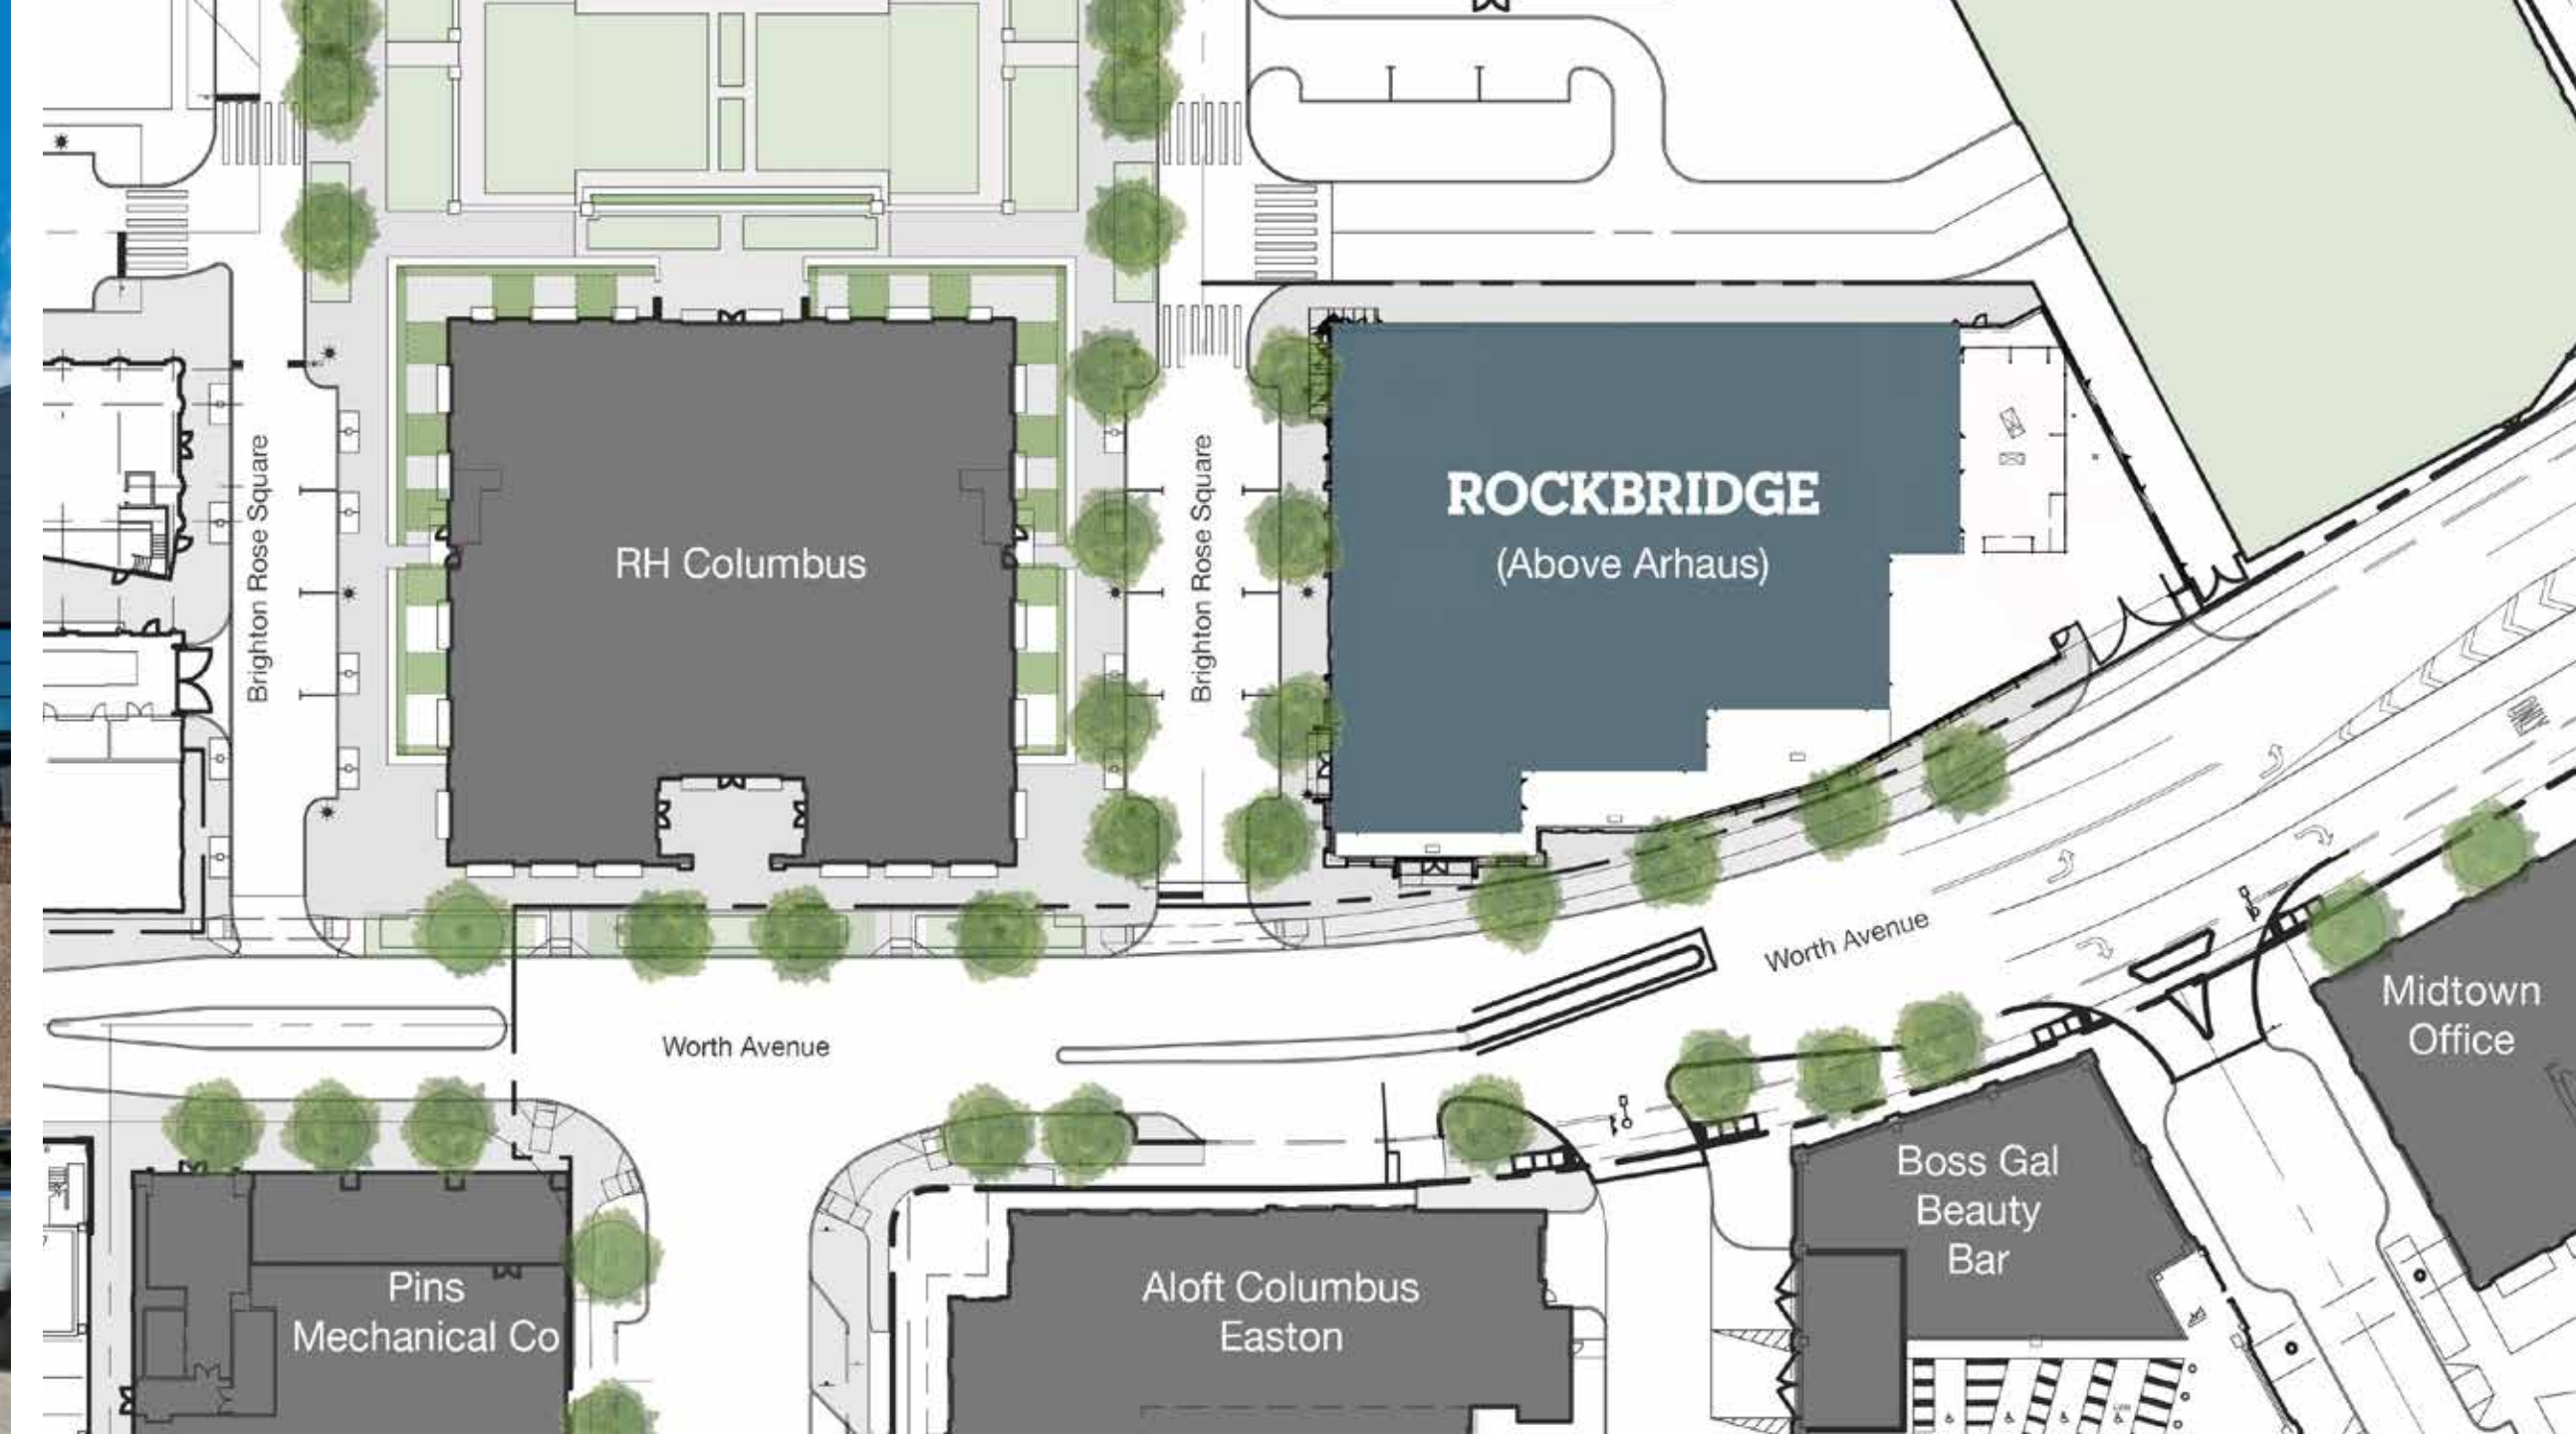 Brighton Rose Square
RH Columbus
Brighton Rose Square
ROCKBRIDGE
(Above Arhaus)
Worth Avenue
Worth Avenue
Midtown
Office
Boss Gal
Beauty
Bar
Pins
Mechanical Co
Aloft Columbus
Easton